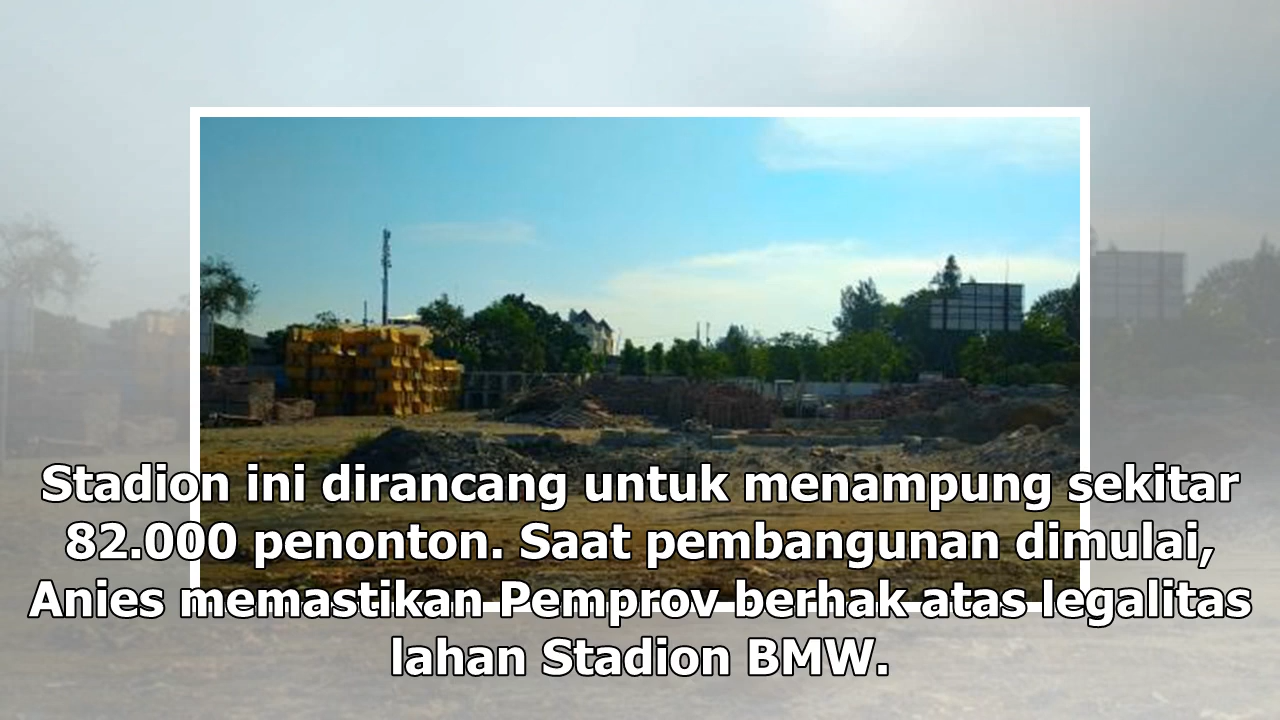 Stadion ini dirancang untuk menampung sekitar
82.000 penonton. Saat pembangunan dimulai,
Anies memastikan Pemprov berhak atas legalitas
lahan Stadion BMW.